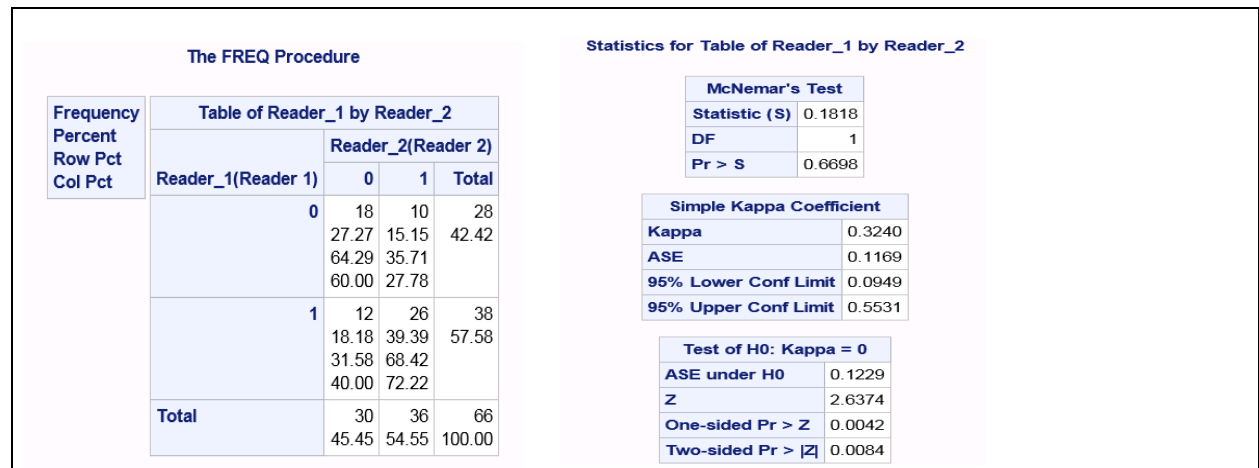 The FREQ Procedure
Frequency
Percent
Row Pct
Col Pct
Table of Reader_1 by Reader_2
Reader_2(Reader 2)
Reader_1(Reader 1) 0 1 Total
0 18 10 28
27.27 15.15 42.42
64.29 35.71
60.00 27.78
1 12 26 38
18.18 39.39 57.58
31.58 68.42
40.00 72.22
Total 30 36 66
45.45 54.55 100.00
Statistics for Table of Reader_1 by Reader_2
McNemar's Test
Statistic (S) 0.1818
DF 1
Pr > S 0.6698
Simple Kappa Coefficient
Kappa 0.3240
ASE 0.1169
95% Lower Conf Limit 0.0949
95% Upper Conf Limit 0.5531
Test of H0: Kappa = 0
ASE under H0 0.1229
Z 2.6374
One-sided Pr > Z 0.0042
Two-sided Pr > |Z| 0.0084